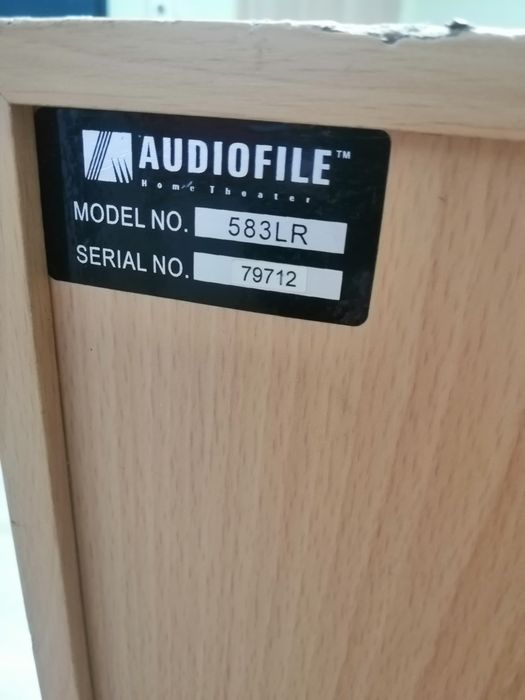 AUDIOFILE™
Home Theater
MODEL NO. 583LR
SERIAL NO. 79712